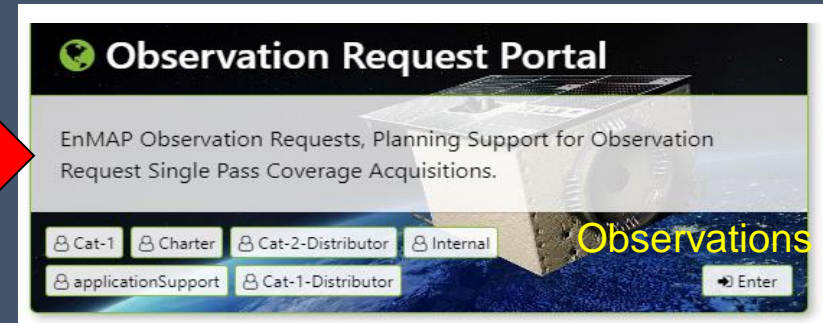 Observation Request Portal
EnMAP Observation Requests, Planning Support for Observation
Request Single Pass Coverage Acquisitions.
Cat-1 Charter Cat-2-Distributor Internal
Observations
applicationSupport Cat-1-Distributor Enter